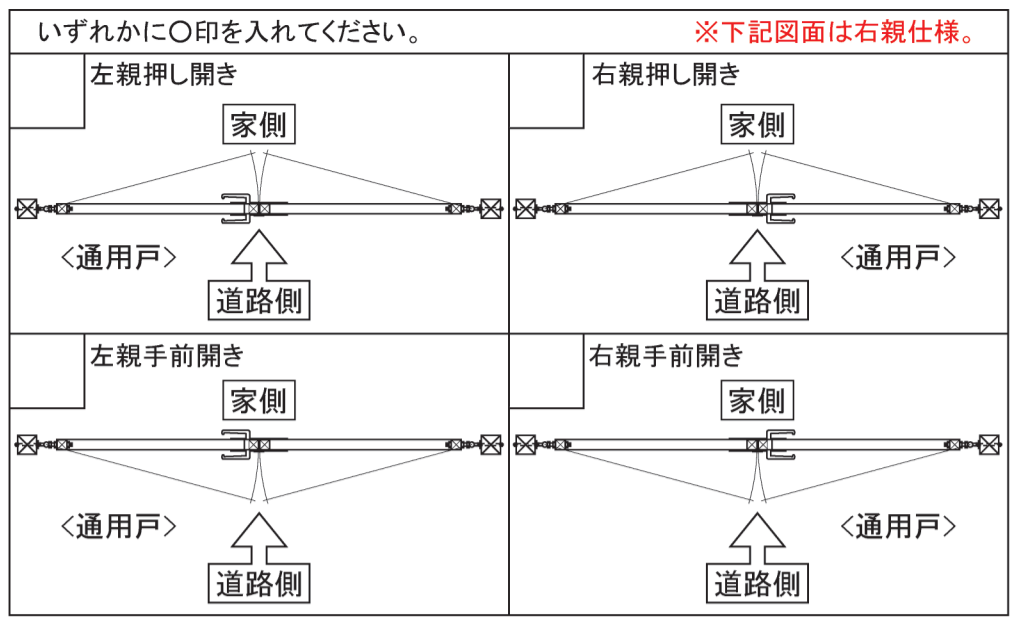 いずれかに〇印を入れてください。
※下記図面は右親仕様。
左親押し開き
家側
<通用戸>
道路側
右親押し開き
家側
<通用戸>
道路側
左親手前開き
家側
<通用戸>
道路側
右親手前開き
家側
<通用戸>
道路側